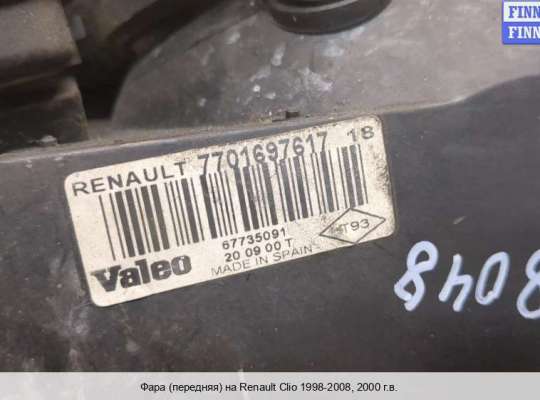 FINN
FINN
RENAULT 7701697617 18
67735091
20 09 00 T
MADE IN SPAIN
Valeo
HT93
8048
Фара (передняя) на Renault Clio 1998-2008, 2000 г.в.